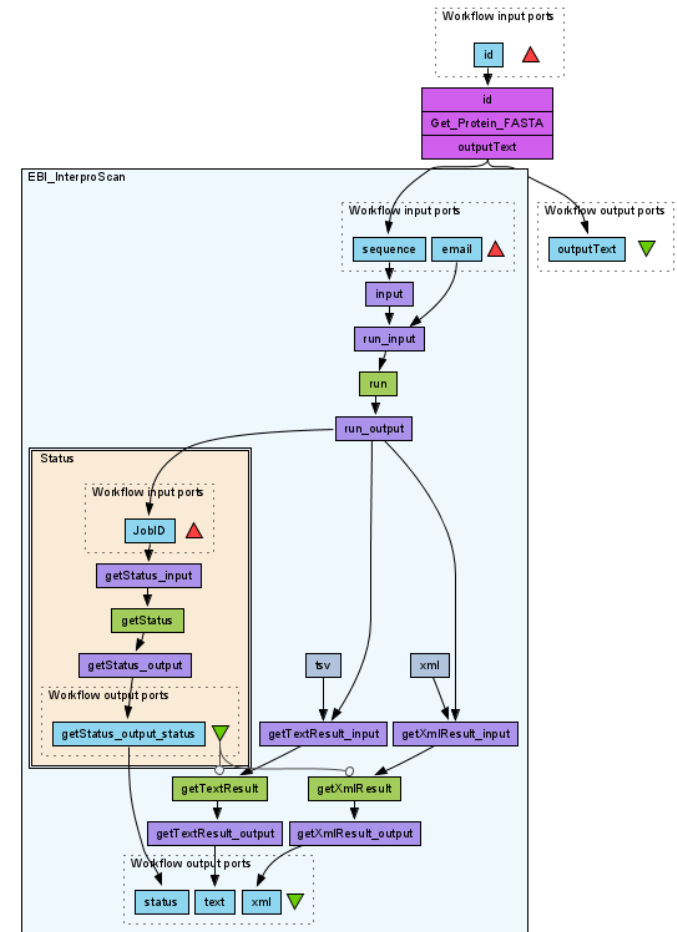 Workflow input ports
id
id
Get_Protein_FASTA
outputText
EBI_InterproScan
Workflow input ports
sequence
email
Workflow output ports
outputText
input
run_input
run
run_output
Status
Workflow input ports
JobID
getStatus_input
getStatus
getStatus_output
tsv
xml
Workflow output ports
getStatus_output_status
getTextResult_input
getXmlResult_input
getTextResult
getXmlResult
getTextResult_output
getXmlResult_output
Workflow output ports
status
text
xml